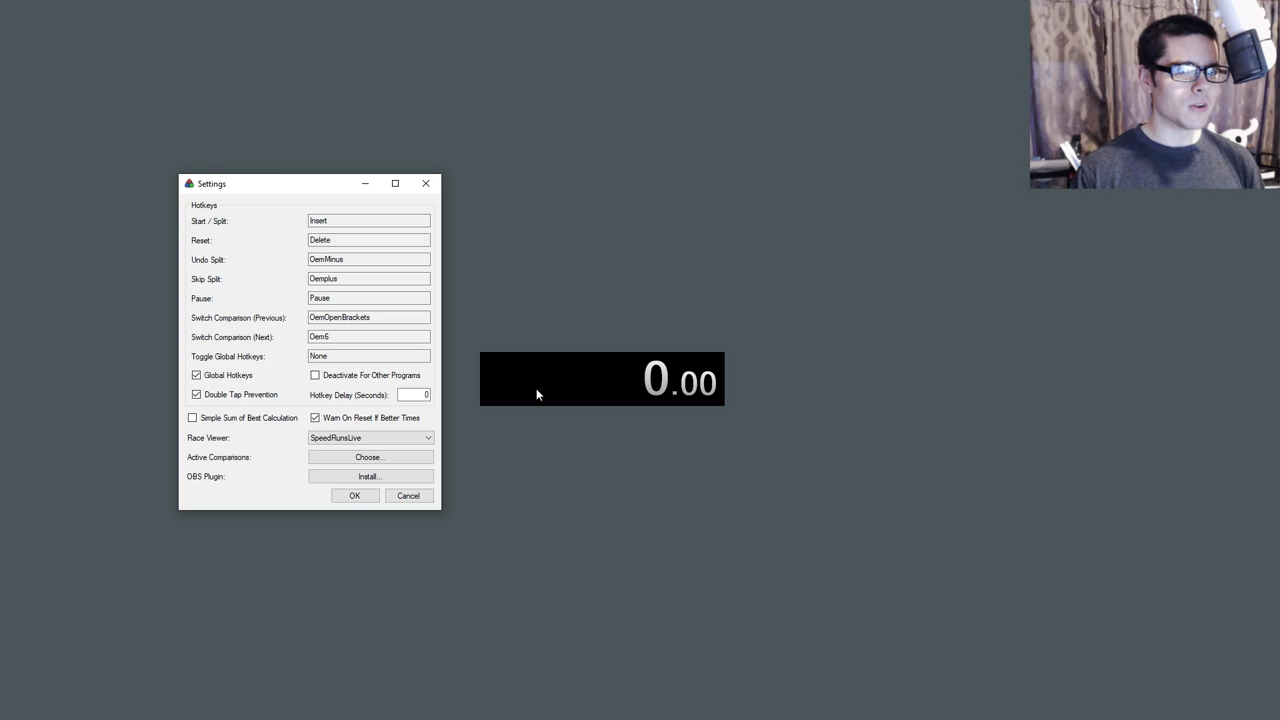 Settings
Hotkeys
Start / Split: Insert
Reset: Delete
Undo Split: OemMinus
Skip Split: Oemplus
Pause: Pause
Switch Comparison (Previous): OemOpenBrackets
Switch Comparison (Next): Oem6
Toggle Global Hotkeys: None
Global Hotkeys Deactivate For Other Programs
Double Tap Prevention Hotkey Delay (Seconds): 0
Simple Sum of Best Calculation Warn On Reset If Better Times
Race Viewer: SpeedRunsLive
Active Comparisons: Choose...
OBS Plugin: Install...
OK Cancel
0.00